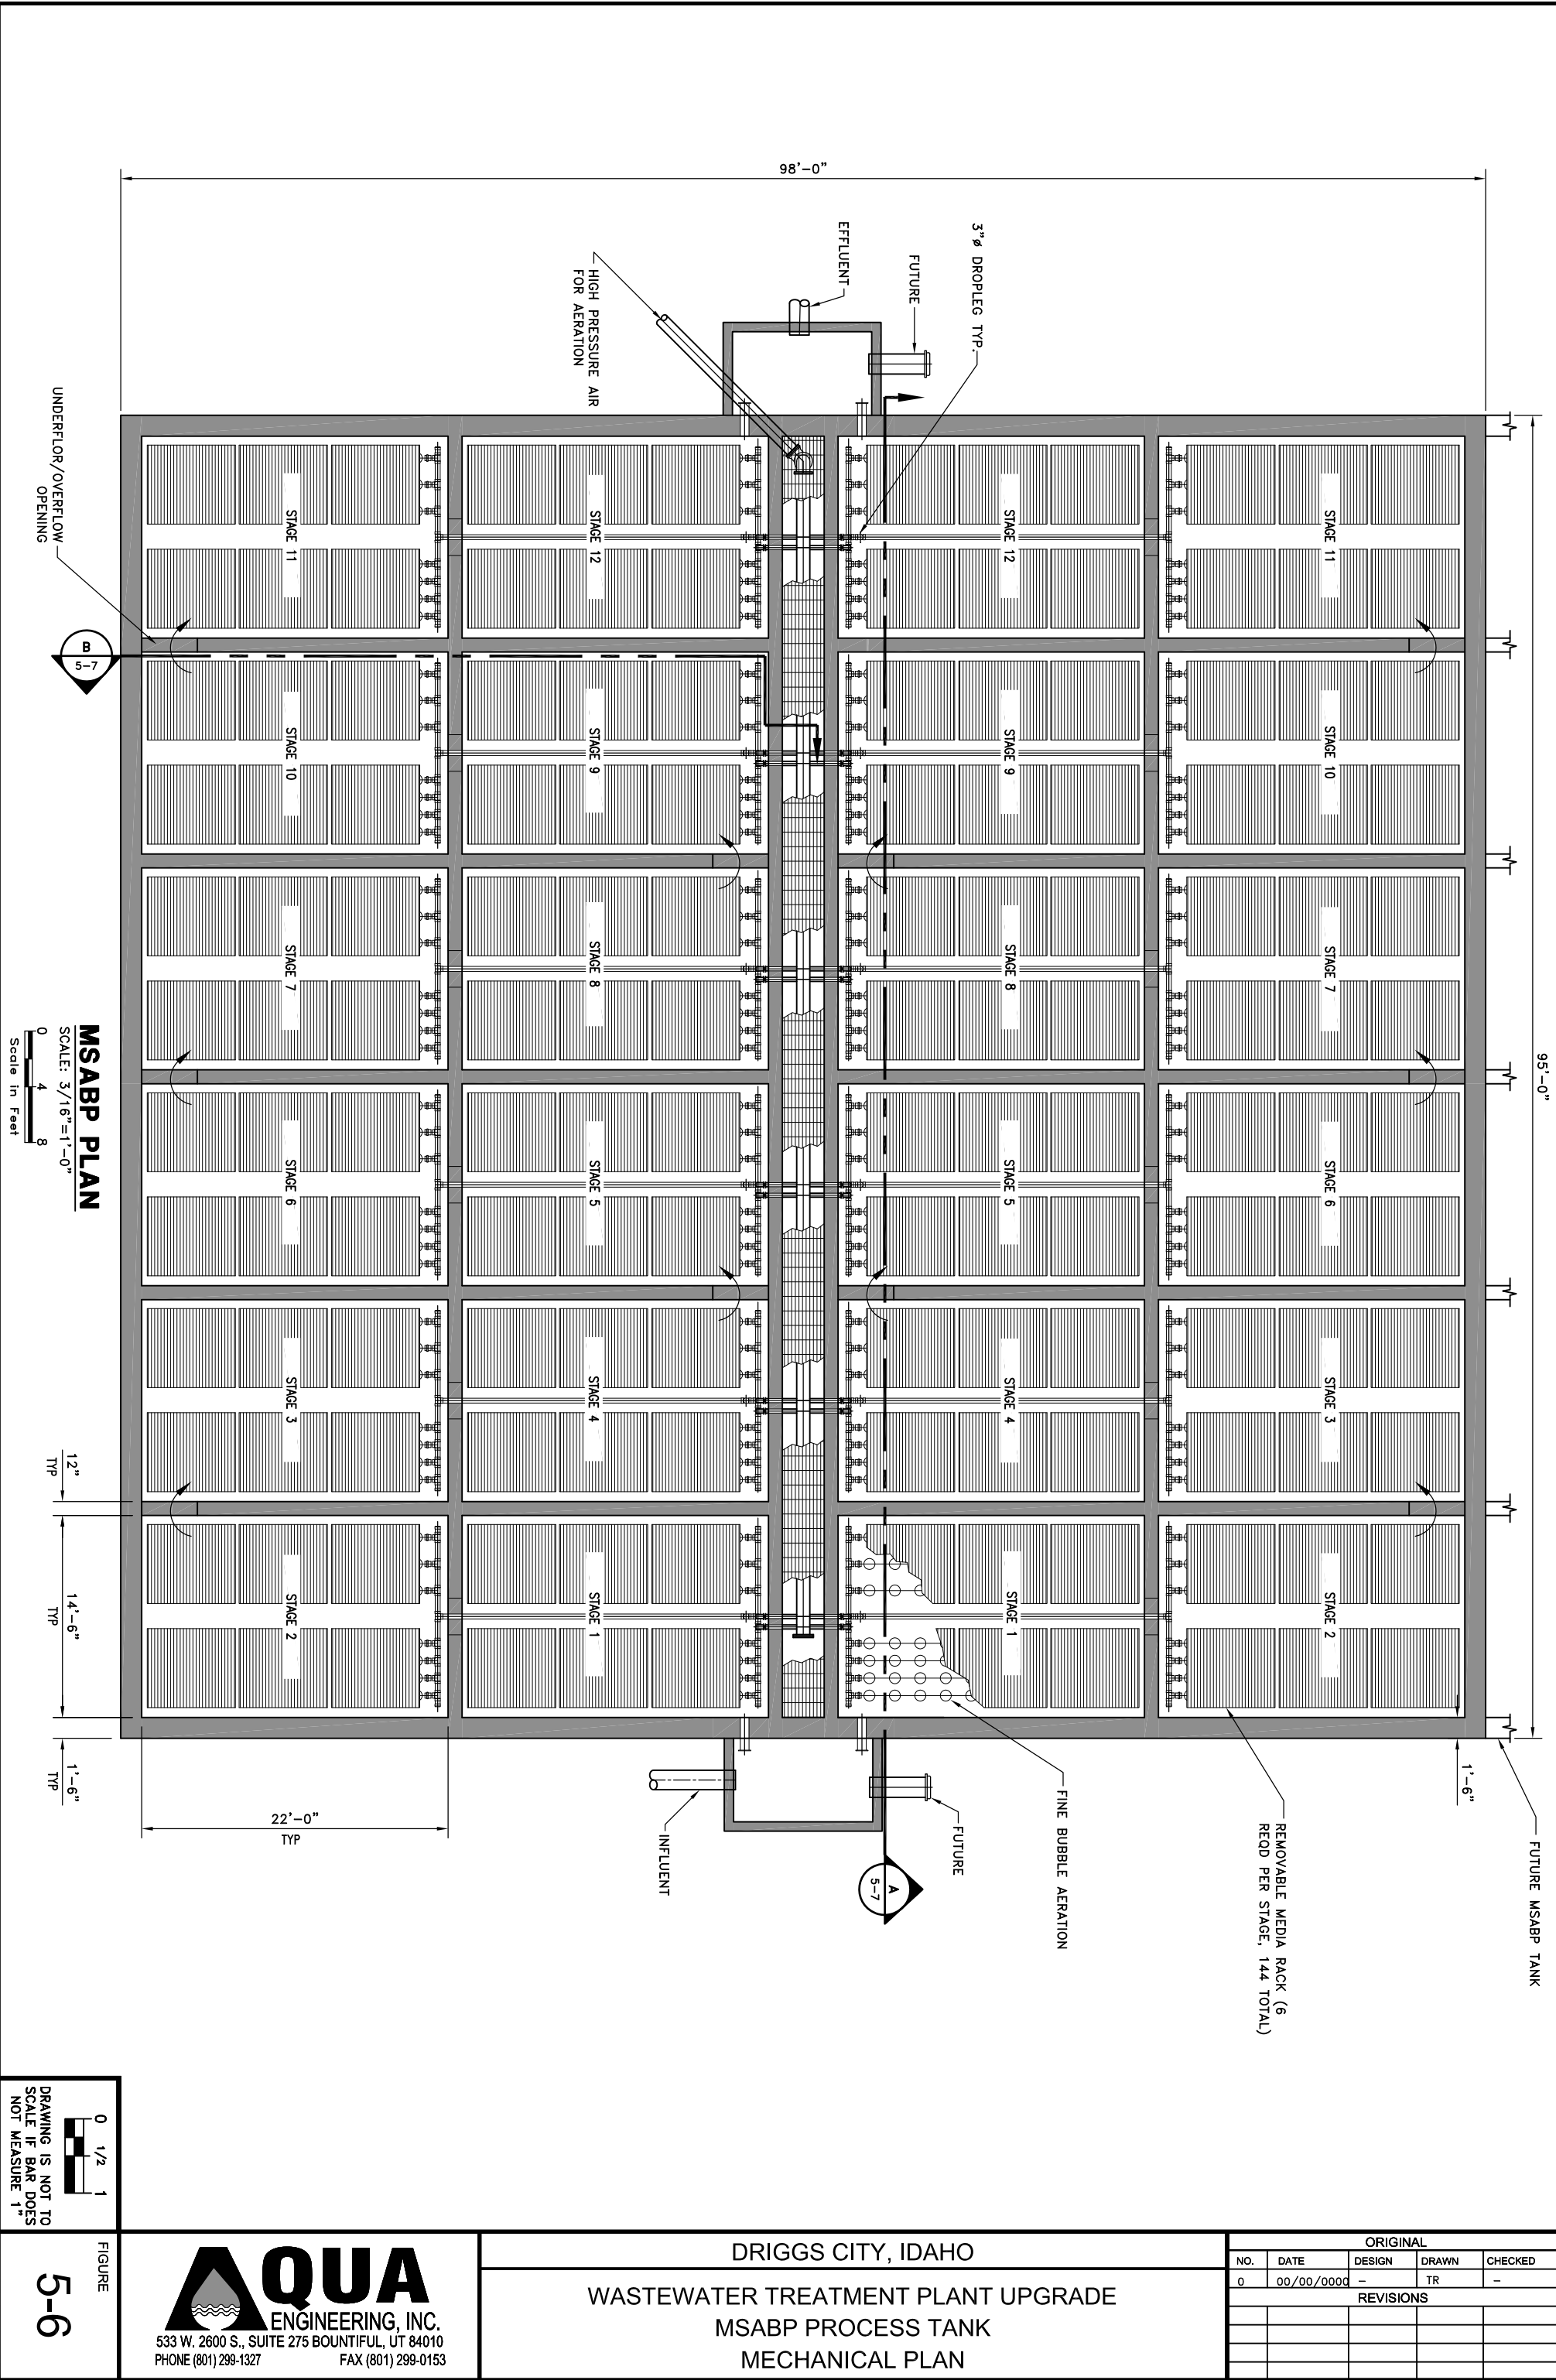 98'-0"
95'-0"
3"ø DROPLEG TYP.
FUTURE
EFFLUENT
HIGH PRESSURE AIR
FOR AERATION
UNDERFLOR/OVERFLOW
OPENING
B
5-7
STAGE 11
STAGE 12
STAGE 12
STAGE 11
STAGE 10
STAGE 9
STAGE 9
STAGE 10
STAGE 7
STAGE 8
STAGE 8
STAGE 7
STAGE 6
STAGE 5
STAGE 5
STAGE 6
STAGE 3
STAGE 4
STAGE 4
STAGE 3
STAGE 2
STAGE 1
STAGE 1
STAGE 2
MSABP PLAN
SCALE: 3/16"=1'-0"
0 4 8
Scale in Feet
12"
TYP
14'-6"
TYP
1'-6"
TYP
22'-0"
TYP
1'-6"
INFLUENT
FUTURE
A
5-7
FINE BUBBLE AERATION
REMOVABLE MEDIA RACK (6
REQD PER STAGE, 144 TOTAL)
FUTURE MSABP TANK
0 1/2 1
DRAWING IS NOT TO
SCALE IF BAR DOES
NOT MEASURE 1"
FIGURE
5-6
AQUA
ENGINEERING, INC.
533 W. 2600 S., SUITE 275 BOUNTIFUL, UT 84010
PHONE (801) 299-1327 FAX (801) 299-0153
DRIGGS CITY, IDAHO
WASTEWATER TREATMENT PLANT UPGRADE
MSABP PROCESS TANK
MECHANICAL PLAN
ORIGINAL
NO. DATE DESIGN DRAWN CHECKED
0 00/00/0000 – TR –
REVISIONS